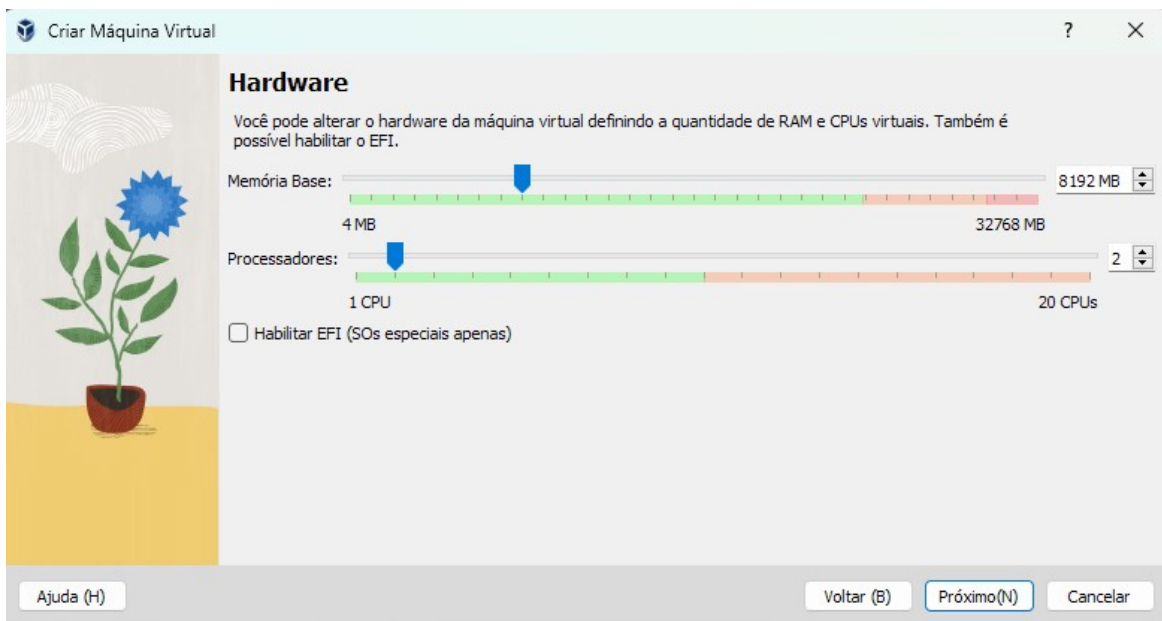 Criar Máquina Virtual
?
Hardware
Você pode alterar o hardware da máquina virtual definindo a quantidade de RAM e CPUs virtuais. Também é
possível habilitar o EFI.
Memória Base:
8192 MB
4 MB
32768 MB
Processadores:
2
1 CPU
20 CPUs
Habilitar EFI (SOs especiais apenas)
Ajuda (H)
Voltar (B)
Próximo(N)
Cancelar